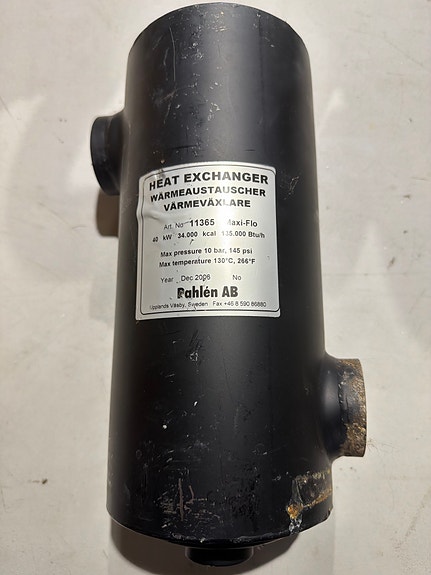 HEAT EXCHANGER
WÄRMEAUSTAUSCHER
VÄRMEVÄXLARE
Art. No 11365 Maxi-Flo
40 kW 34.000 kcal 135.000 Btu/h
Max pressure 10 bar, 145 psi
Max temperature 130°C, 266°F
Year Dec 2006 No
Pahlén AB
Upplands Väsby, Sweden Fax +46 8 590 86880